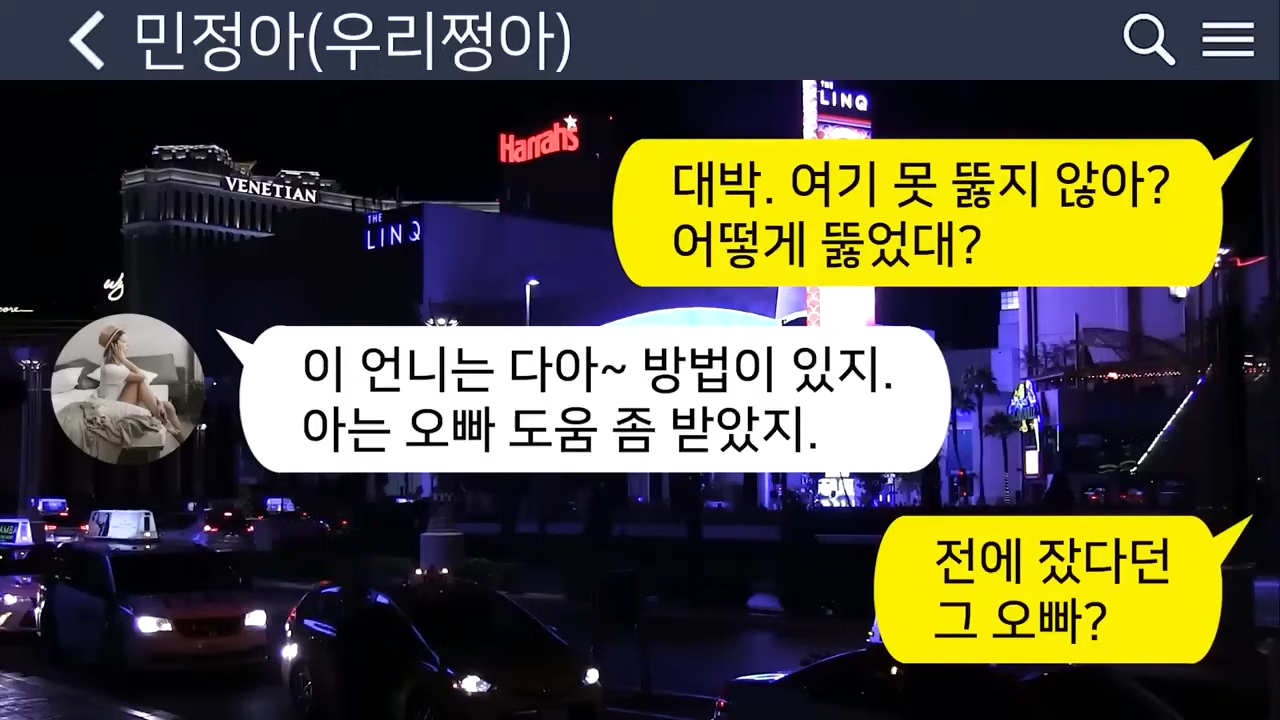 민정아(우리쩡아)
THE
LINQ
Harrahs
VENETIAN
THE
LINQ
대박. 여기 못 뚫지 않아?
어떻게 뚫었대?
이 언니는 다아~ 방법이 있지.
아는 오빠 도움 좀 받았지.
전에 잤다던
그 오빠?